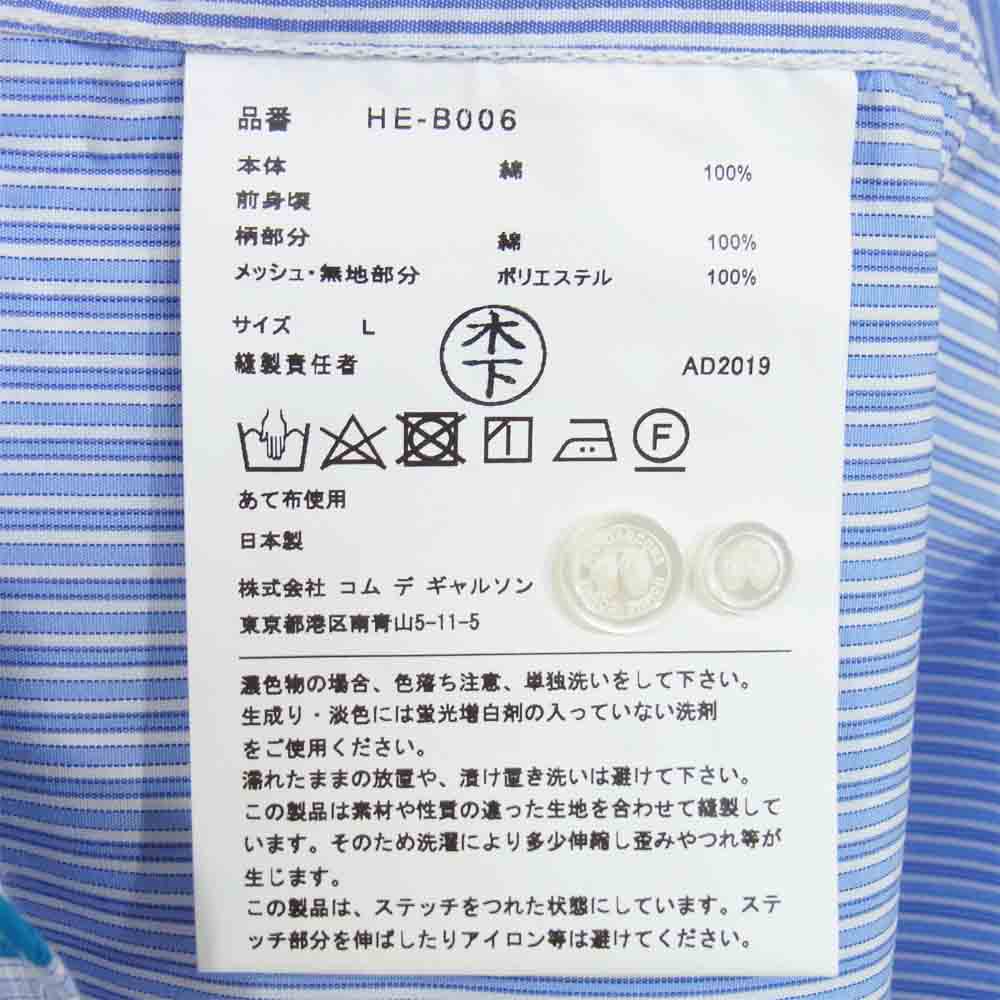 品番 HE-B006
本体 綿 100%
前身頃
柄部分 綿 100%
メッシュ・無地部分 ポリエステル 100%
サイズ L
木下
縫製責任者 AD2019
F
あて布使用
日本製
株式会社 コム デ ギャルソン
東京都港区南青山5-11-5
濃色物の場合、色落ち注意、単独洗いをして下さい。
生成り・淡色には蛍光増白剤の入っていない洗剤
をご使用ください。
濡れたままの放置や、漬け置き洗いは避けて下さい。
この製品は素材や性質の違った生地を合わせて縫製して
います。そのため洗濯により多少伸縮し歪みやつれ等が
生じます。
この製品は、ステッチをつれた状態にしています。ステ
ッチ部分を伸ばしたりアイロン等は避けてください。